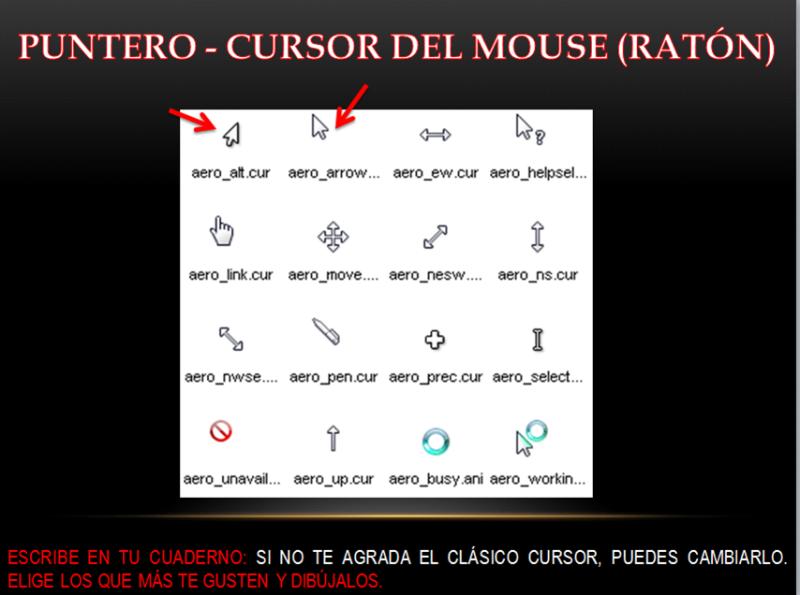 PUNTERO - CURSOR DEL MOUSE (RATÓN)
aero_alt.cur aero_arrow... aero_ew.cur aero_helpsel...
aero_link.cur aero_move.... aero_nesw.... aero_ns.cur
aero_nwse.... aero_pen.cur aero_prec.cur aero_select...
aero_unavail... aero_up.cur aero_busy.ani aero_workin...
ESCRIBE EN TU CUADERNO: SI NO TE AGRADA EL CLÁSICO CURSOR, PUEDES CAMBIARLO.
ELIGE LOS QUE MÁS TE GUSTEN Y DIBÚJALOS.